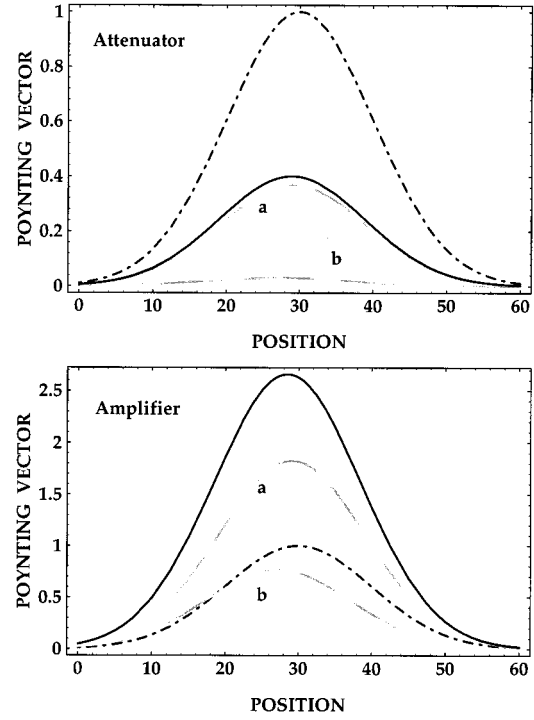 Attenuator
POYNTING VECTOR
1
0.8
0.6
0.4
0.2
0
a
b
0 10 20 30 40 50 60
POSITION
Amplifier
POYNTING VECTOR
2.5
2
1.5
1
0.5
0
a
b
0 10 20 30 40 50 60
POSITION